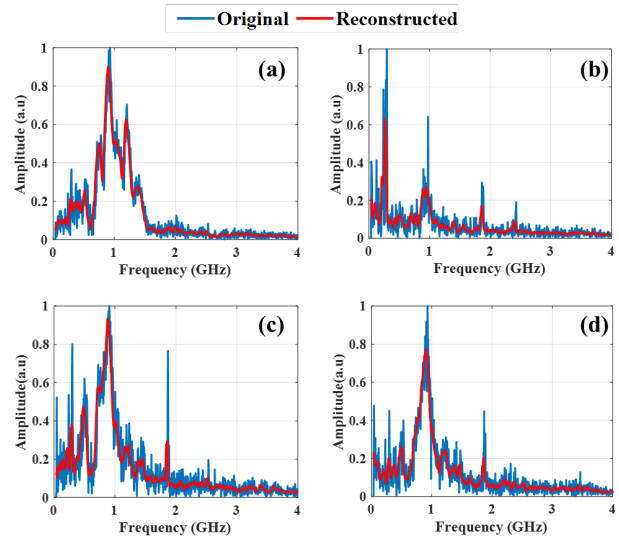 Original Reconstructed
(a)
Amplitude (a.u)
1
0.8
0.6
0.4
0.2
0
0 1 2 3 4
Frequency (GHz)
(b)
Amplitude (a.u)
1
0.8
0.6
0.4
0.2
0
0 1 2 3 4
Frequency (GHz)
(c)
Amplitude(a.u)
1
0.8
0.6
0.4
0.2
0
0 1 2 3 4
Frequency (GHz)
(d)
Amplitude(a.u)
1
0.8
0.6
0.4
0.2
0
0 1 2 3 4
Frequency (GHz)